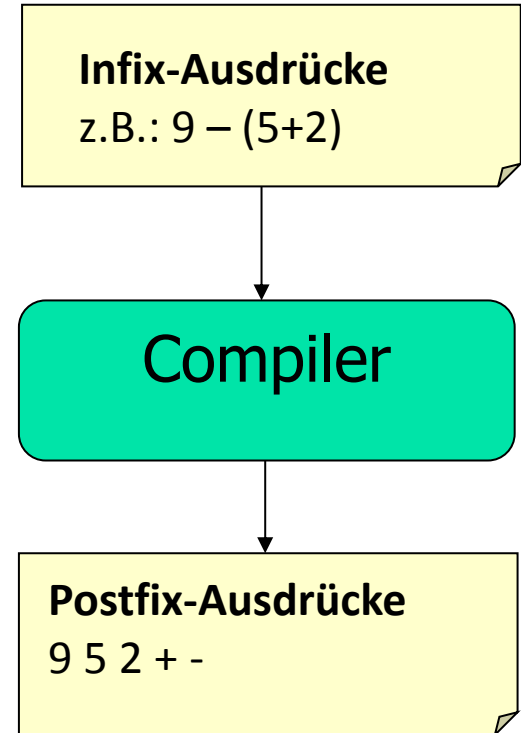 Infix-Ausdrücke
z.B.: 9 – (5+2)
Compiler
Postfix-Ausdrücke
9 5 2 + -